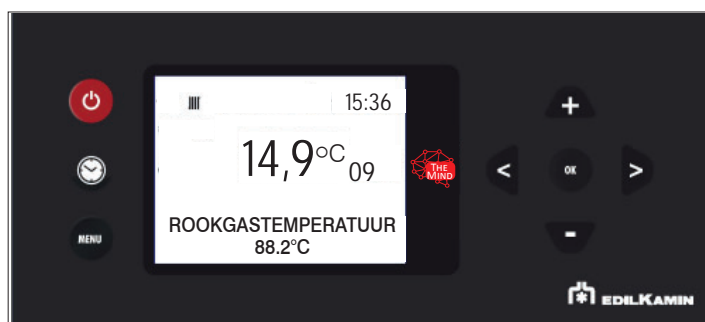 15:36
14,9°C 09
THE
MIND
ROOKGASTEMPERATUUR
88.2°C
MENU
+
< OK >
-
EDILKAMIN